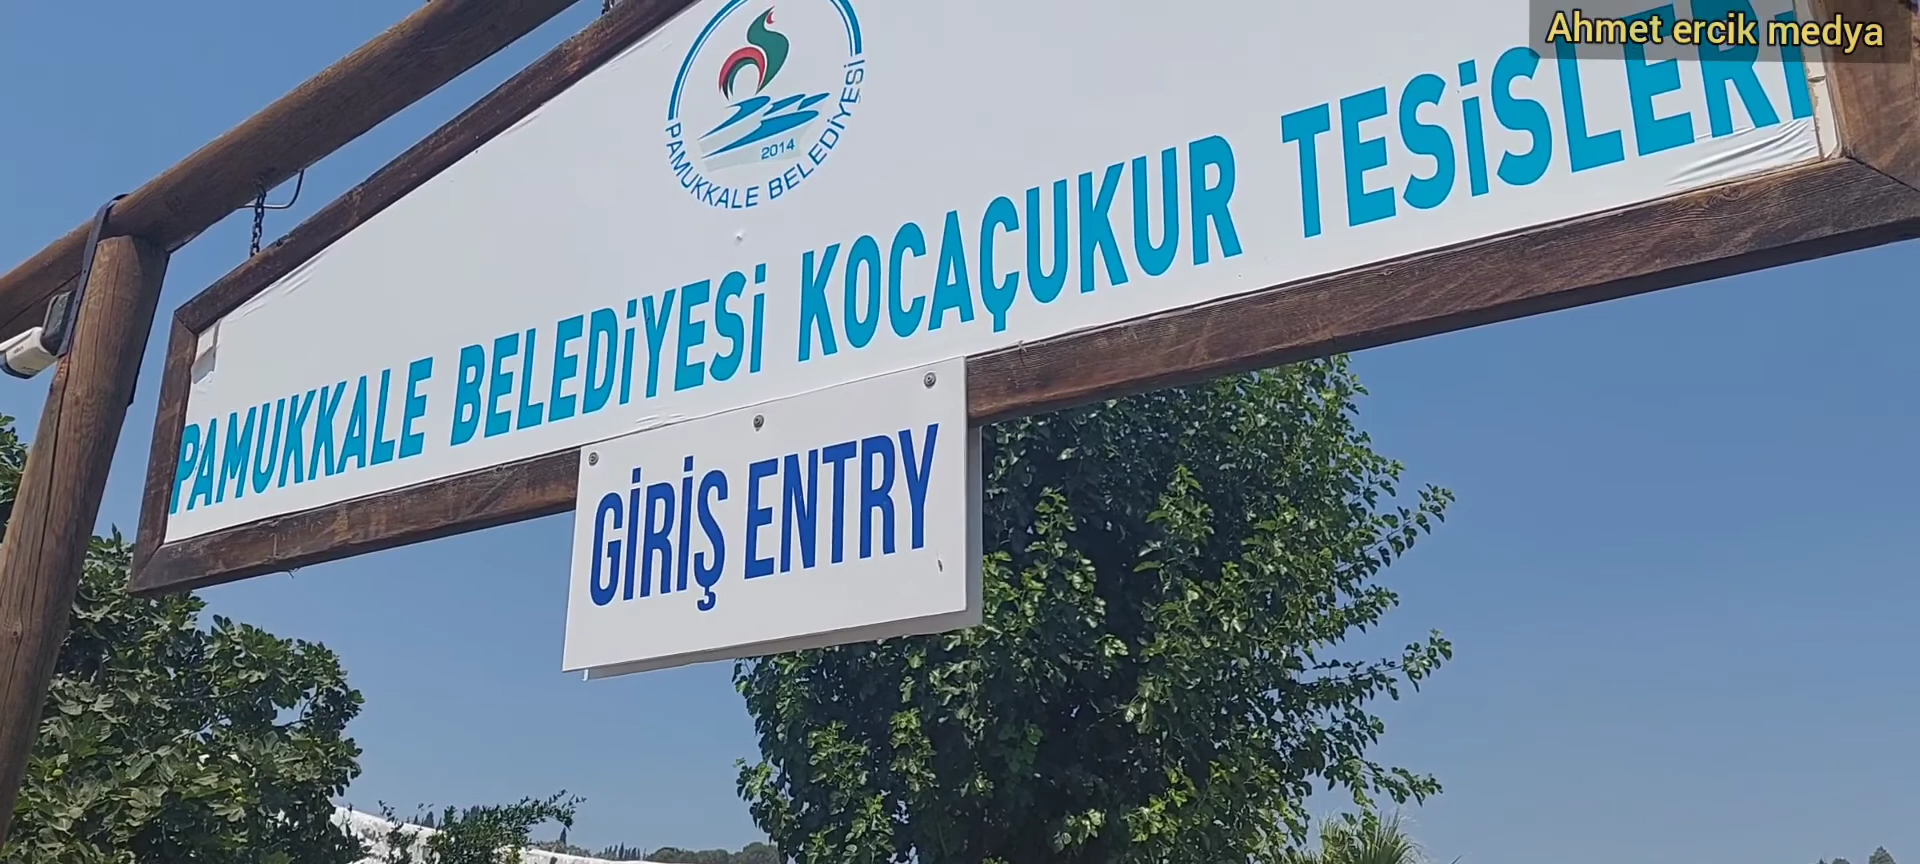 Ahmet ercik medya
PAMUKKALE BELEDİYESİ
2014
PAMUKKALE BELEDİYESİ KOCAÇUKUR TESİSLERİ
GİRİŞ ENTRY